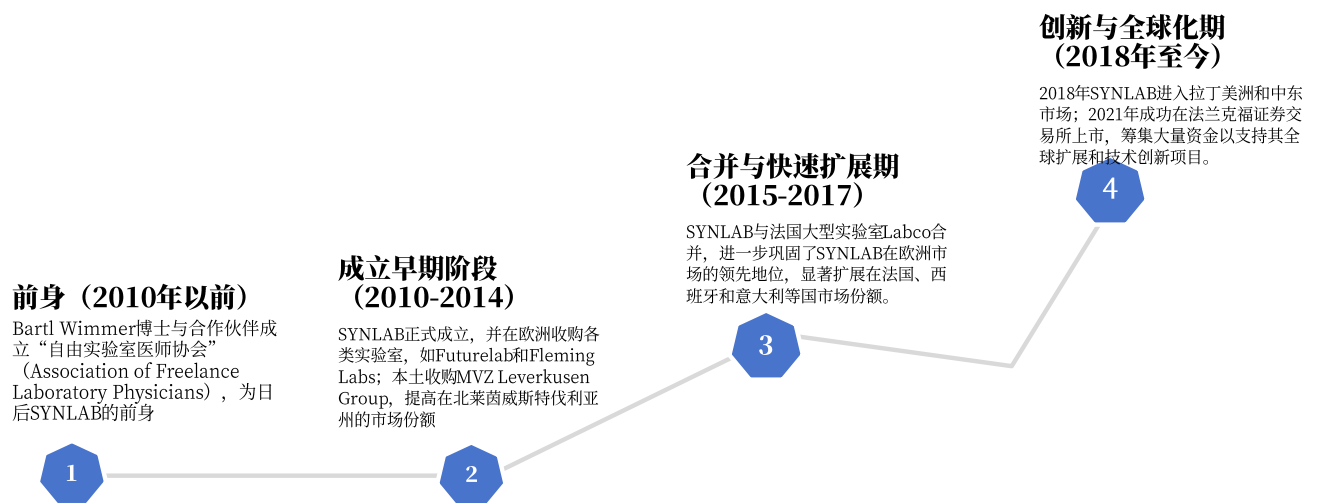 前身（2010年以前）
Bartl Wimmer博士与合作伙伴成
立“自由实验室医师协会”
（Association of Freelance
Laboratory Physicians），为日
后SYNLAB的前身
1
成立早期阶段
（2010-2014）
SYNLAB正式成立，并在欧洲收购各
类实验室，如Futurelab和Fleming
Labs；本土收购MVZ Leverkusen
Group，提高在北莱茵威斯特伐利亚
州的市场份额
2
合并与快速扩展期
（2015-2017）
SYNLAB与法国大型实验室Labco合
并，进一步巩固了SYNLAB在欧洲市
场的领先地位，显著扩展在法国、西
班牙和意大利等国市场份额。
3
创新与全球化期
（2018年至今）
2018年SYNLAB进入拉丁美洲和中东
市场；2021年成功在法兰克福证券交
易所上市，筹集大量资金以支持其全
球扩展和技术创新项目。
4